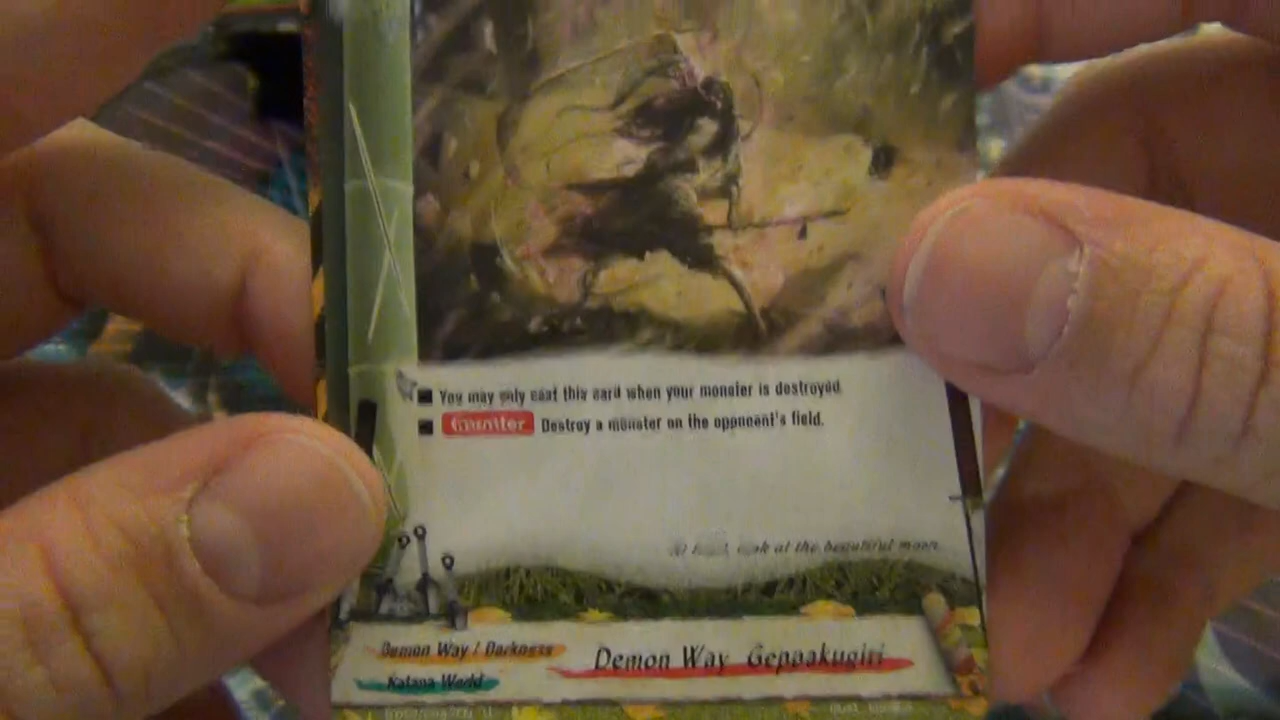 You may only cast this card when your monster is destroyed.
Counter Destroy a monster on the opponent's field.
look at the beautiful moon.
Demon Way / Darkness
Demon Way Geppakugiri
Katana World